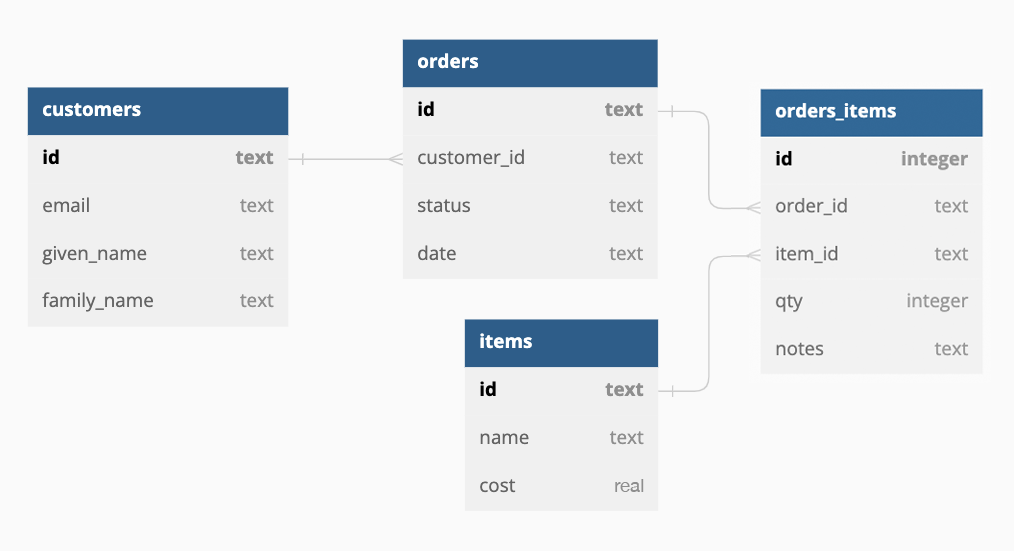 customers
id text
email text
given_name text
family_name text
orders
id text
customer_id text
status text
date text
items
id text
name text
cost real
orders_items
id integer
order_id text
item_id text
qty integer
notes text